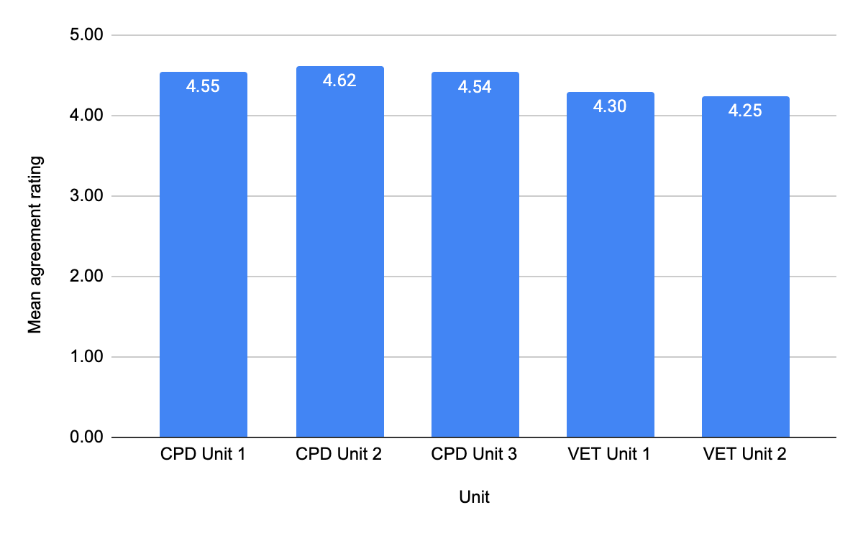 5.00
4.00
3.00
2.00
1.00
0.00
Mean agreement rating
4.55
4.62
4.54
4.30
4.25
CPD Unit 1
CPD Unit 2
CPD Unit 3
VET Unit 1
VET Unit 2
Unit